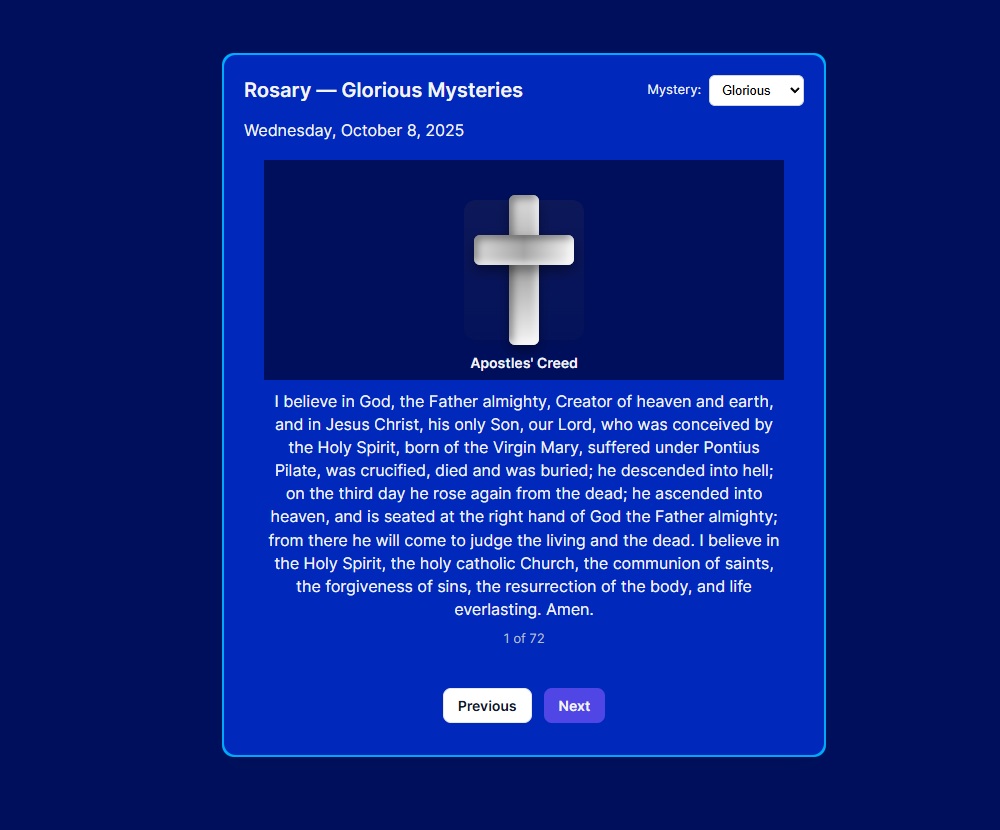 Rosary — Glorious Mysteries
Mystery: Glorious
Wednesday, October 8, 2025
Apostles' Creed
I believe in God, the Father almighty, Creator of heaven and earth,
and in Jesus Christ, his only Son, our Lord, who was conceived by
the Holy Spirit, born of the Virgin Mary, suffered under Pontius
Pilate, was crucified, died and was buried; he descended into hell;
on the third day he rose again from the dead; he ascended into
heaven, and is seated at the right hand of God the Father almighty;
from there he will come to judge the living and the dead. I believe in
the Holy Spirit, the holy catholic Church, the communion of saints,
the forgiveness of sins, the resurrection of the body, and life
everlasting. Amen.
1 of 72
Previous
Next